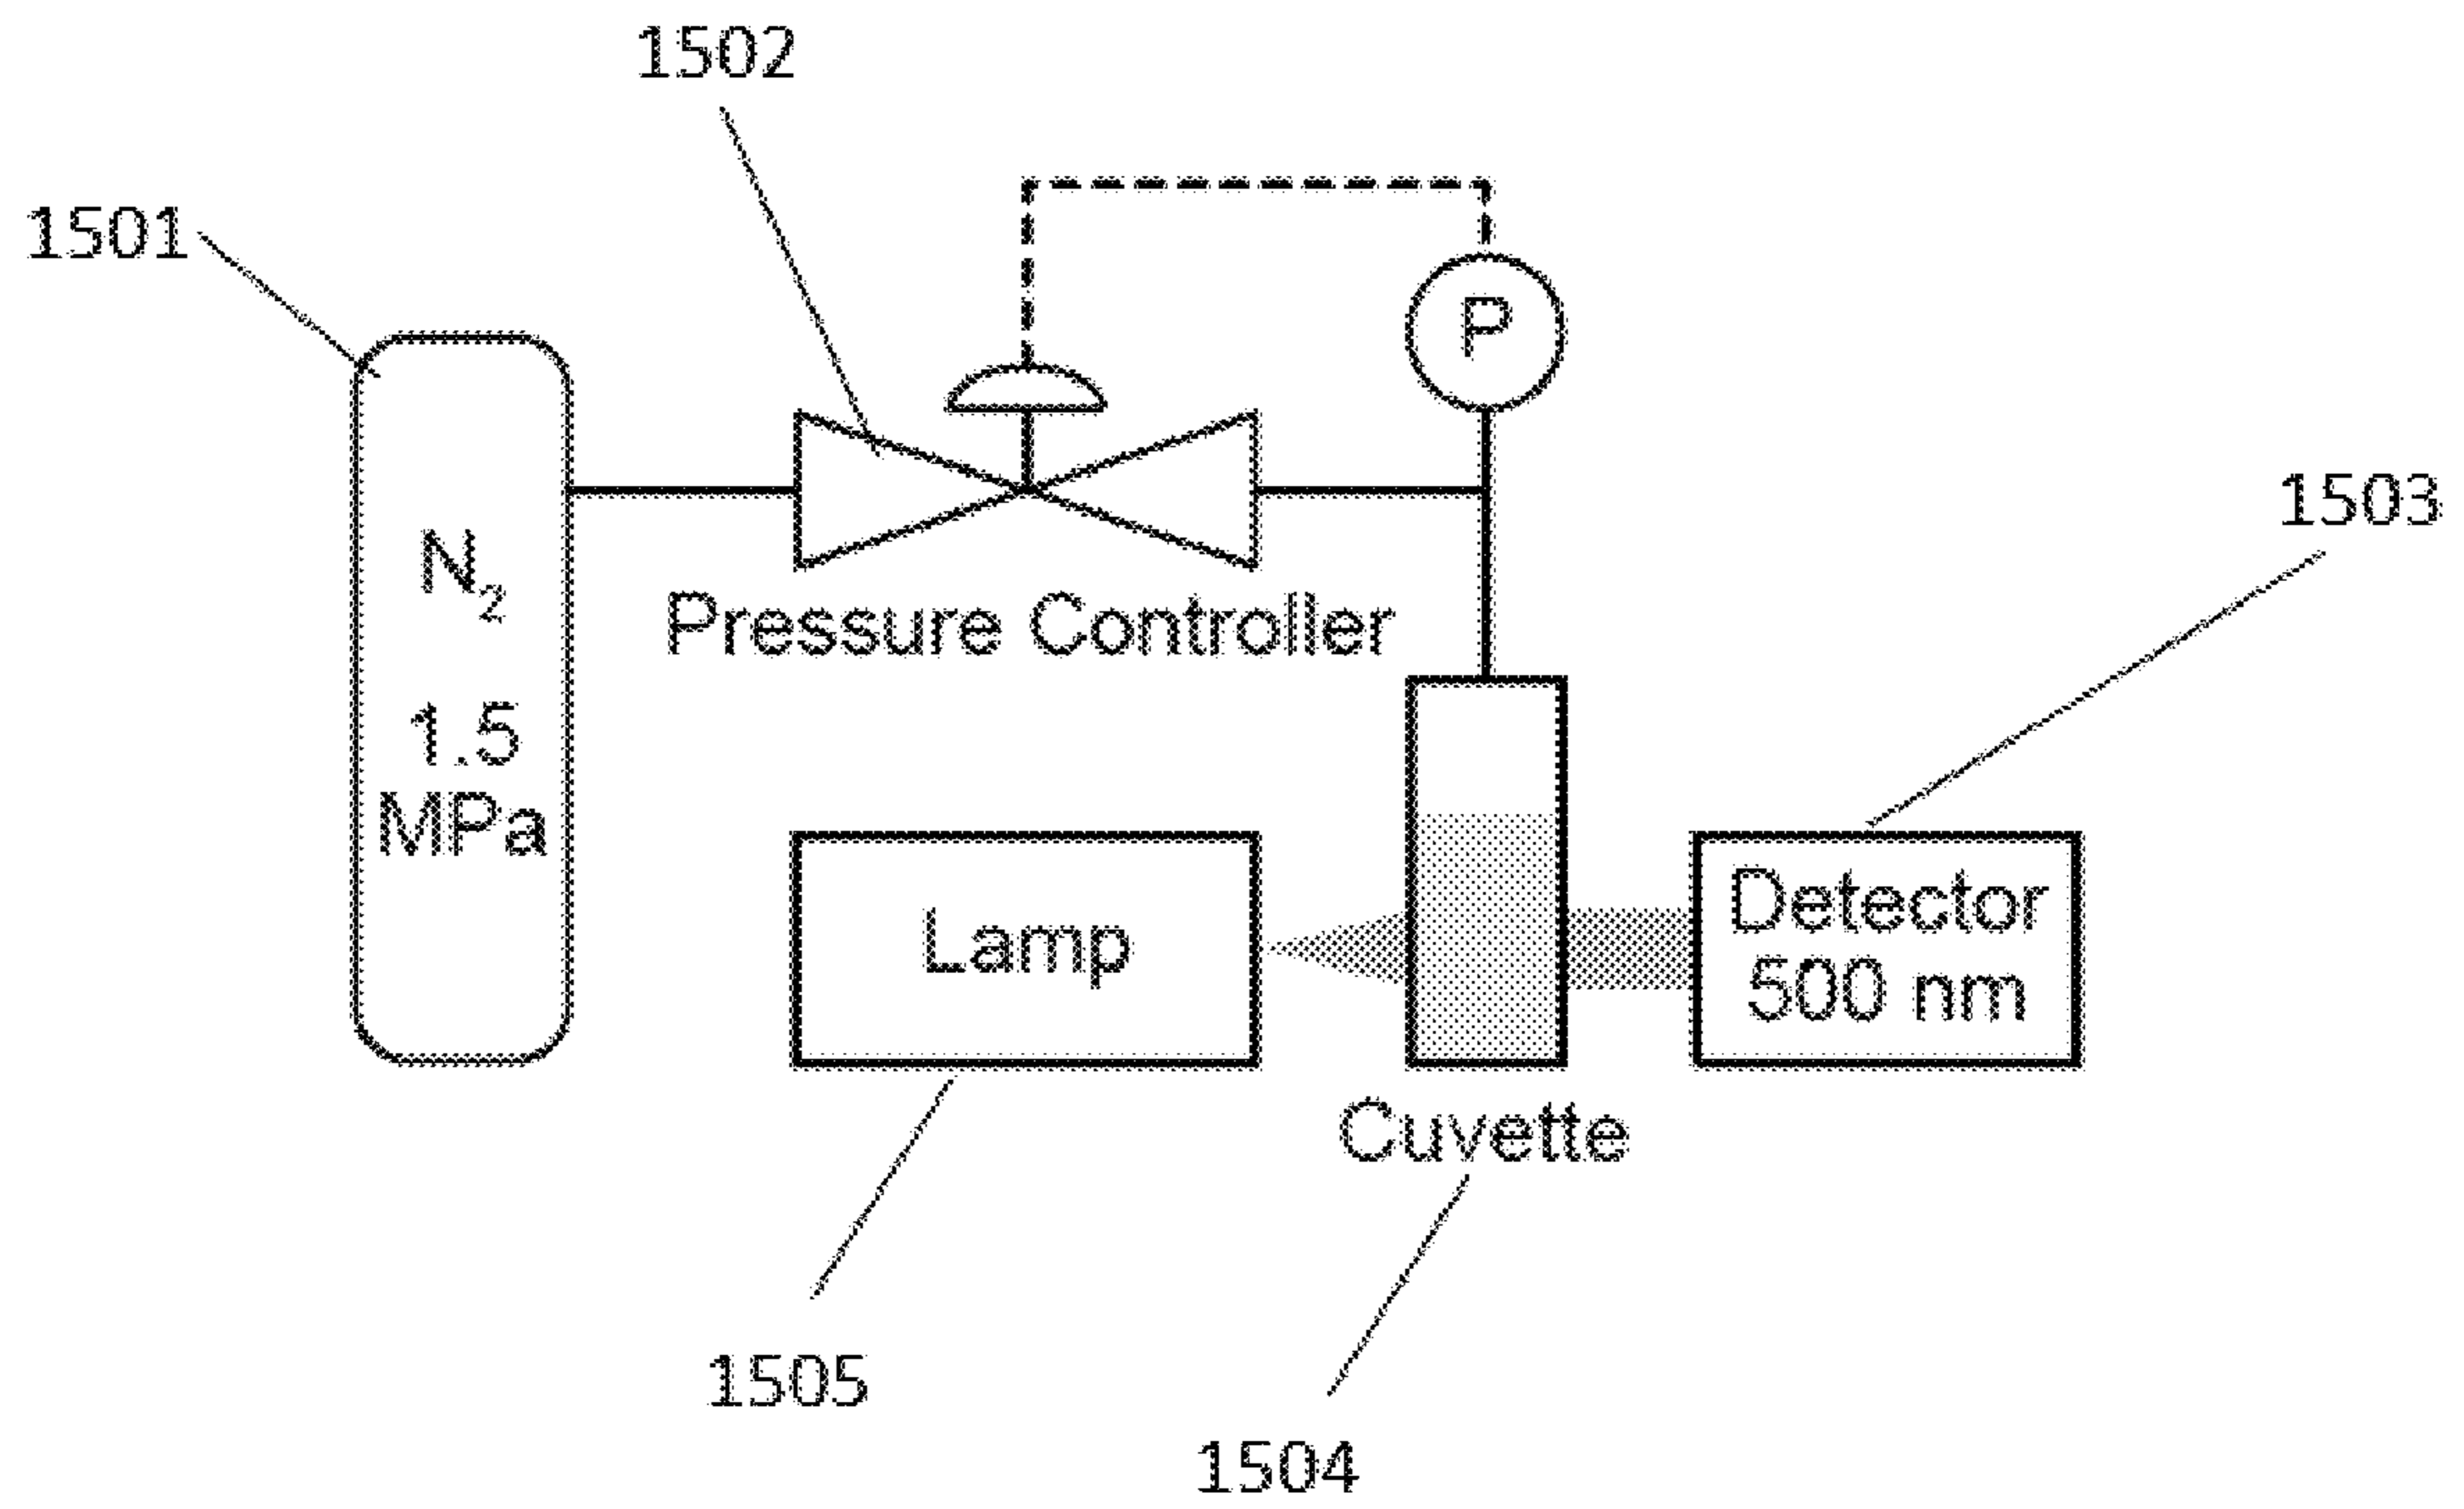 1502
1501
P
1503
N₂
Pressure Controller
1.5
MPa
Lamp
Detector
500 nm
Cuvette
1505
1504